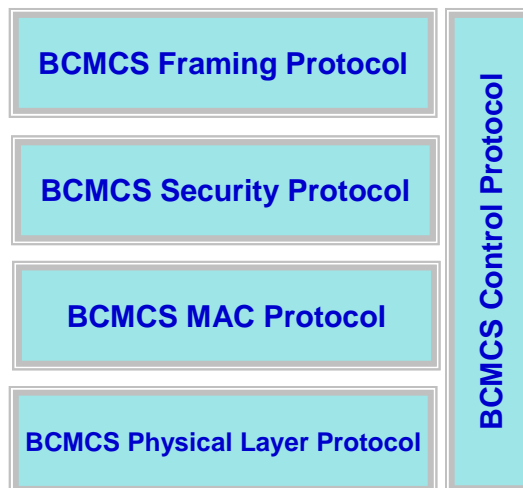 BCMCS Framing Protocol
BCMCS Security Protocol
BCMCS MAC Protocol
BCMCS Physical Layer Protocol
BCMCS Control Protocol